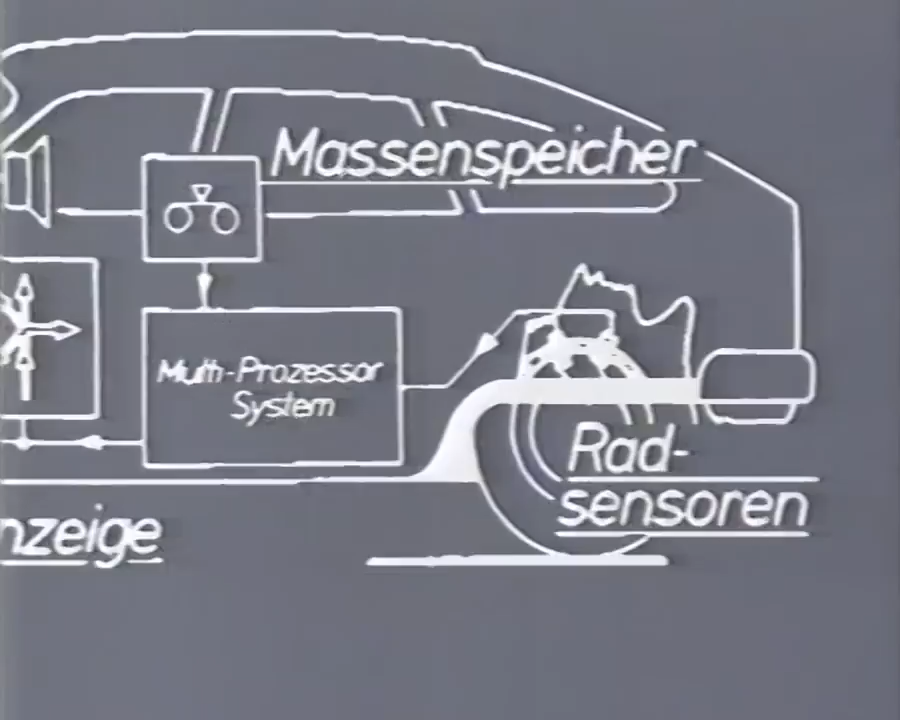 Massenspeicher
Multi-Prozessor
System
Rad-
sensoren
nzeige